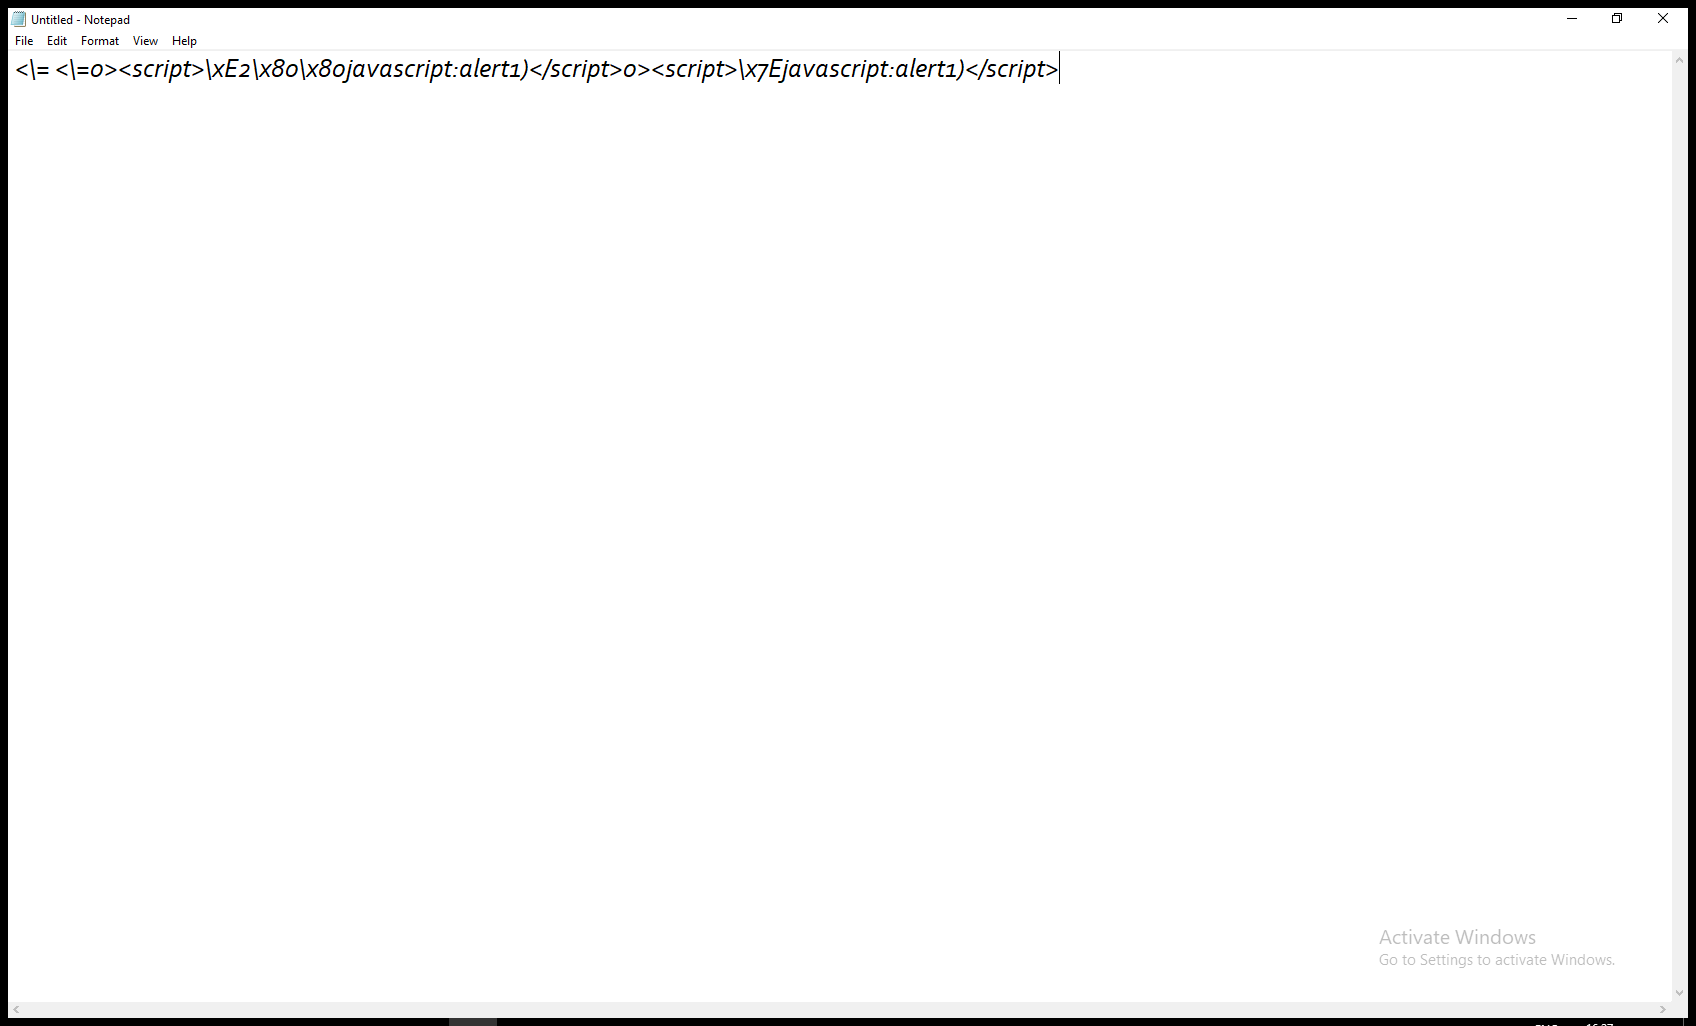 Untitled - Notepad
File Edit Format View Help
<\= <\=0><script>\xE2\x80\x80javascript:alert1)</script>0><script>\x7Ejavascript:alert1)</script>
Activate Windows
Go to Settings to activate Windows.